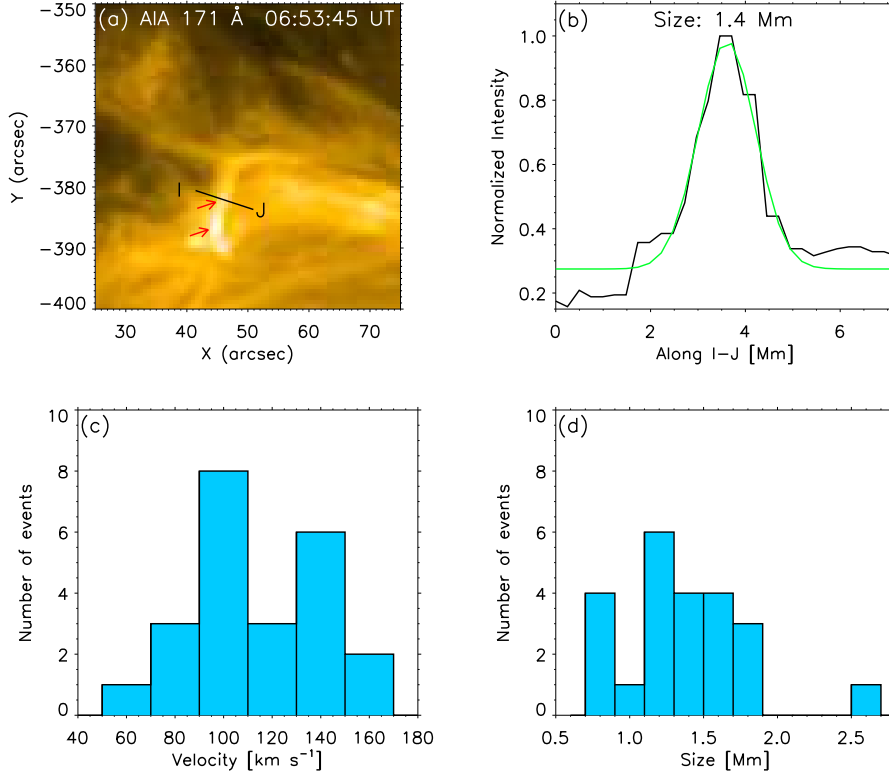 (a) AIA 171 Å 06:53:45 UT
−350
−360
−370
−380
−390
−400
Y (arcsec)
I
J
30 40 50 60 70
X (arcsec)
(b) Size: 1.4 Mm
1.0
0.8
0.6
0.4
0.2
Normalized Intensity
0 2 4 6
Along I−J [Mm]
(c)
10
8
6
4
2
0
Number of events
40 60 80 100 120 140 160 180
Velocity [km s⁻¹]
(d)
10
8
6
4
2
0
Number of events
0.5 1.0 1.5 2.0 2.5
Size [Mm]